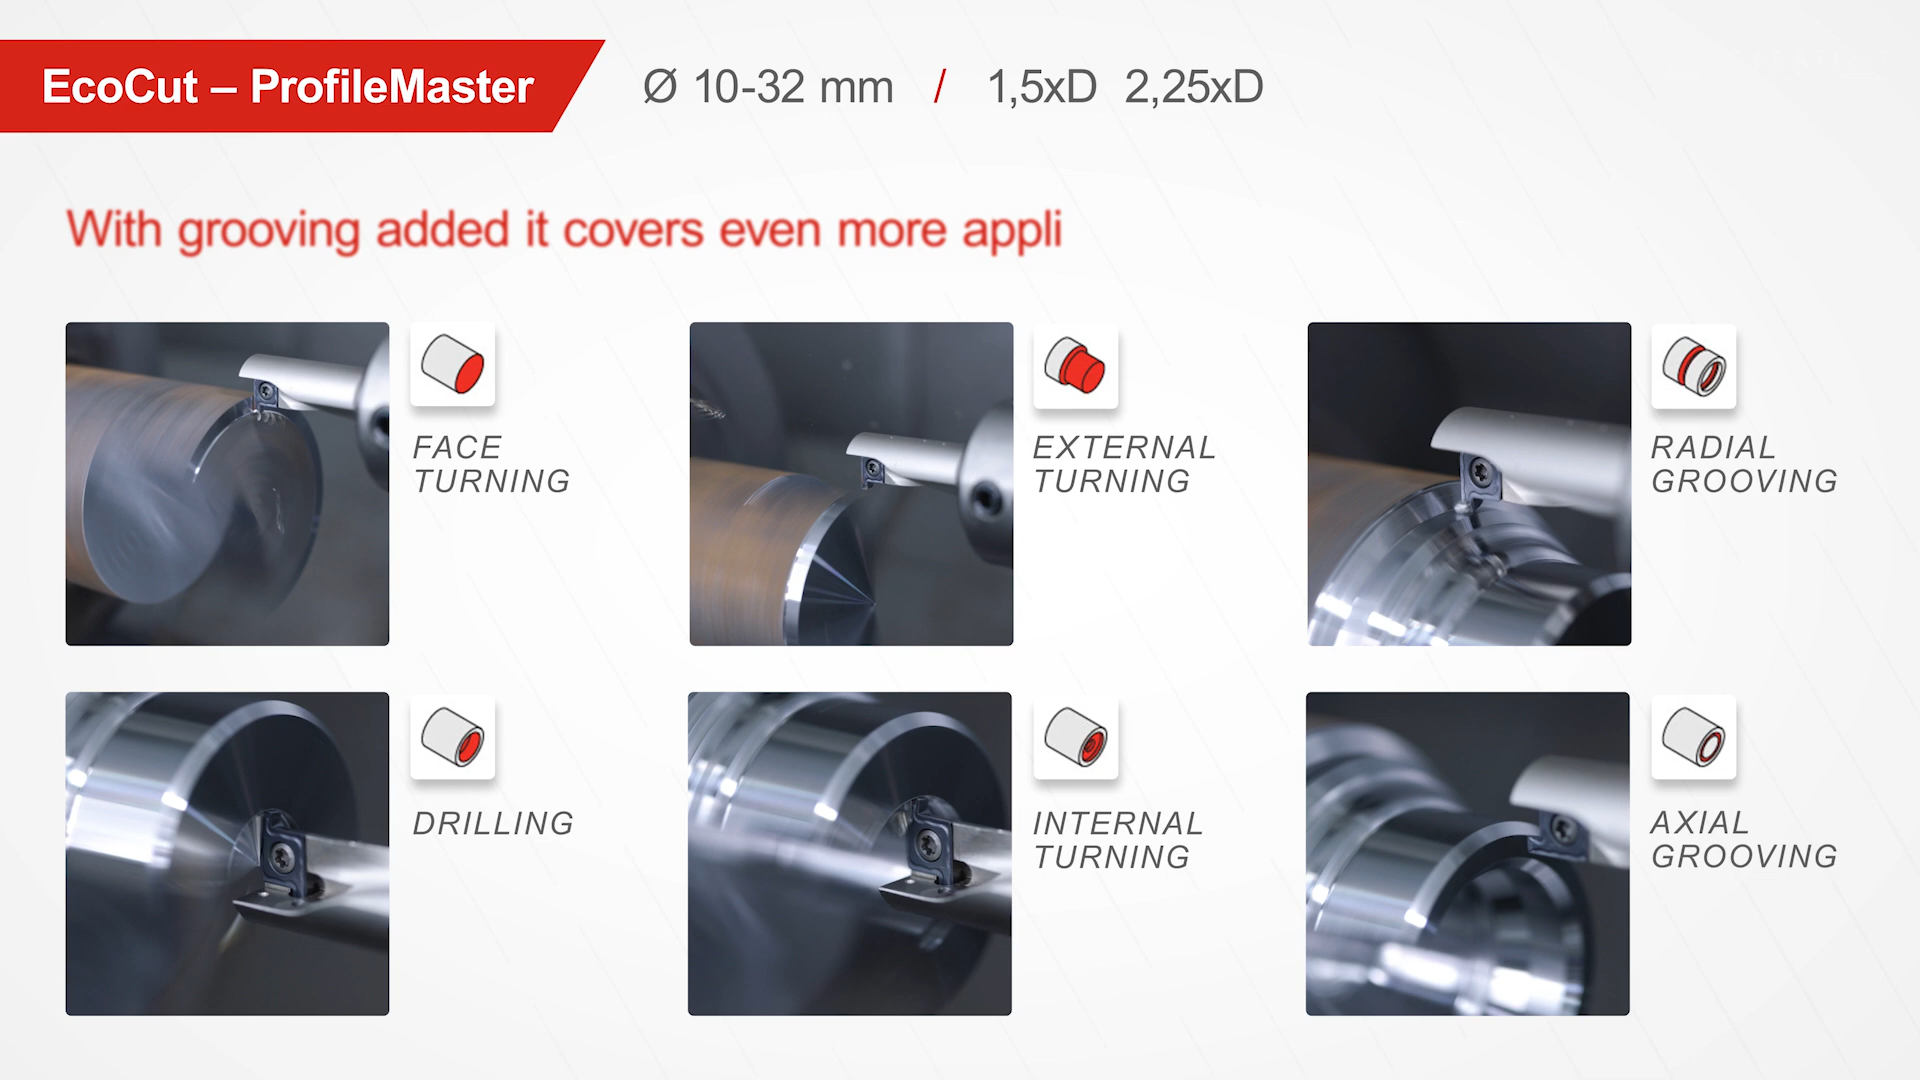 EcoCut – ProfileMaster
Ø 10-32 mm / 1,5xD 2,25xD
With grooving added it covers even more appli
FACE
TURNING
EXTERNAL
TURNING
RADIAL
GROOVING
DRILLING
INTERNAL
TURNING
AXIAL
GROOVING